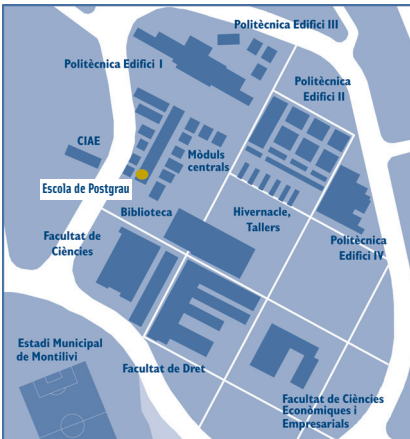 Politècnica Edifici III
Politècnica Edifici I
Politècnica
Edifici II
CIAE
Mòduls
centrals
Escola de Postgrau
Biblioteca
Hivernacle,
Tallers
Facultat de
Ciències
Politècnica
Edifici IV
Estadi Municipal
de Montilivi
Facultat de Dret
Facultat de Ciències
Econòmiques i
Empresarials